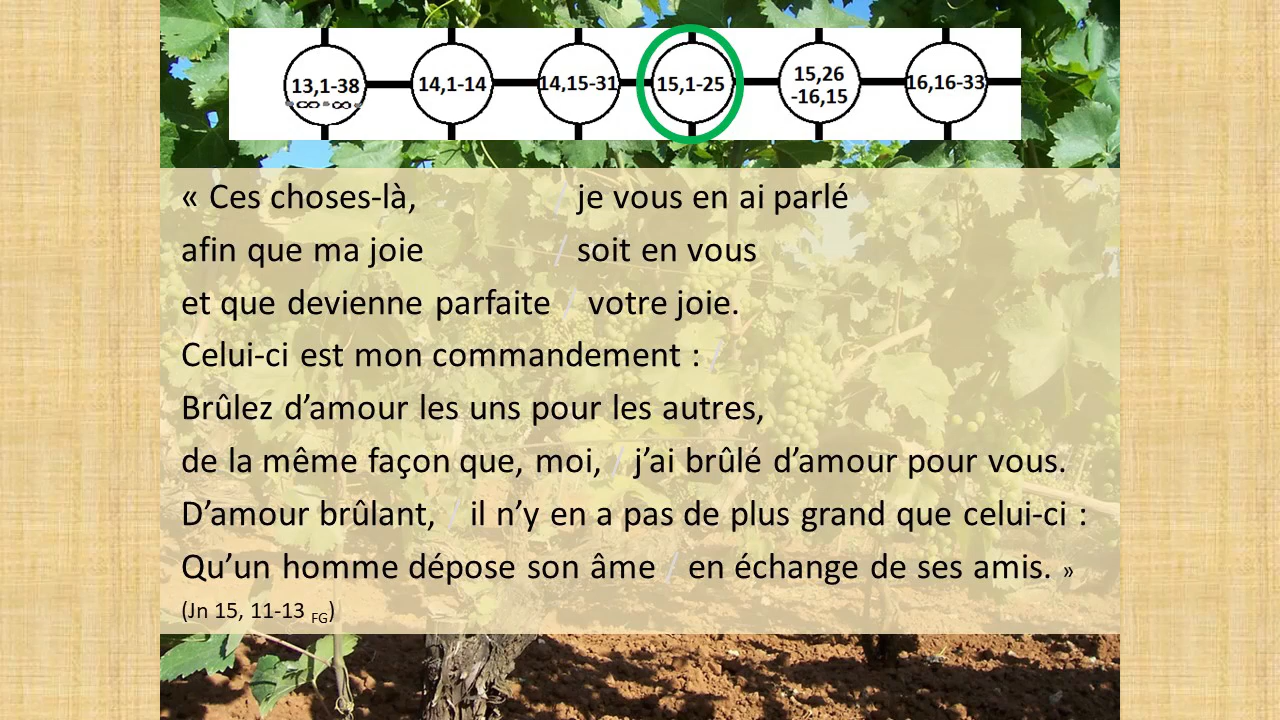 13,1-38 14,1-14 14,15-31 15,1-25 15,26 -16,15 16,16-33
« Ces choses-là, / je vous en ai parlé
afin que ma joie / soit en vous
et que devienne parfaite / votre joie.
Celui-ci est mon commandement : /
Brûlez d’amour les uns pour les autres,
de la même façon que, moi, / j’ai brûlé d’amour pour vous.
D’amour brûlant, / il n’y en a pas de plus grand que celui-ci :
Qu’un homme dépose son âme / en échange de ses amis. »
(Jn 15, 11-13 FG)